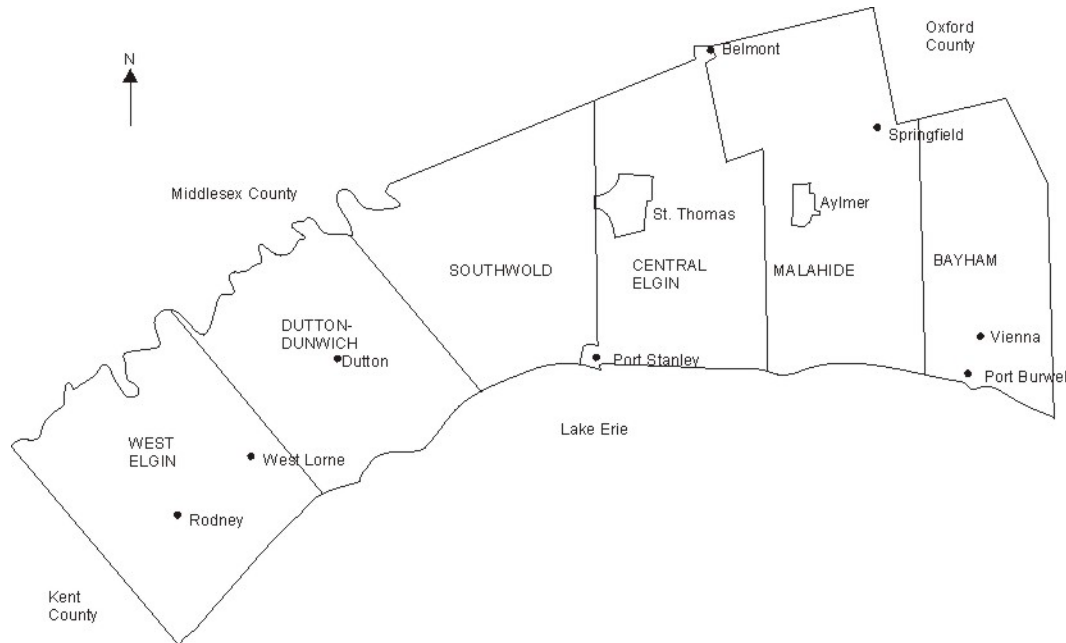 Oxford
County
Belmont
N
Springfield
Middlesex County
Aylmer
St. Thomas
SOUTHWOLD
CENTRAL
ELGIN
MALAHIDE
BAYHAM
DUTTON-
DUNWICH
Dutton
Port Stanley
Vienna
Port Burwel
Lake Erie
WEST
ELGIN
West Lorne
Rodney
Kent
County